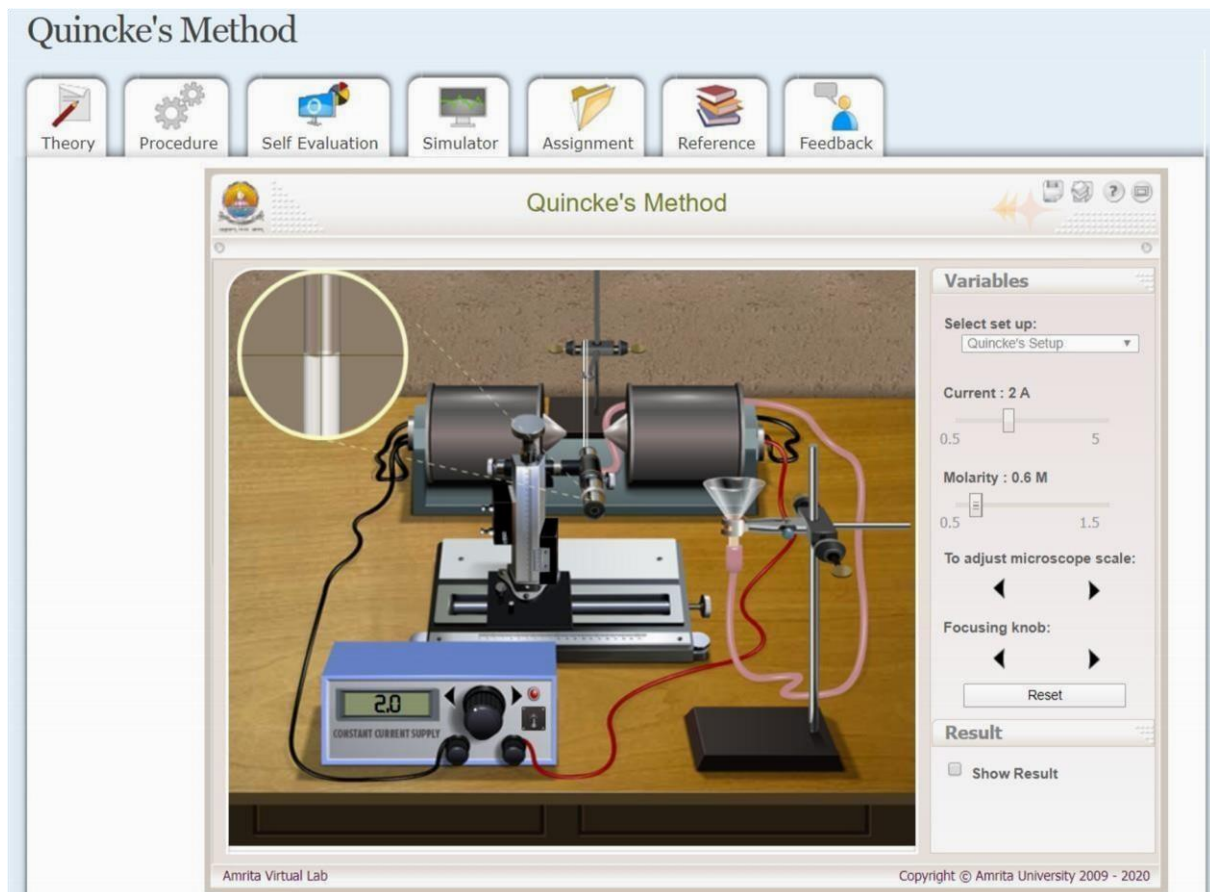 Quincke's Method
Theory
Procedure
Self Evaluation
Simulator
Assignment
Reference
Feedback
Quincke's Method
Variables
Select set up:
Quincke's Setup
Current : 2 A
0.5 5
Molarity : 0.6 M
0.5 1.5
To adjust microscope scale:
Focusing knob:
Reset
2.0
CONSTANT CURRENT SUPPLY
Result
Show Result
Amrita Virtual Lab
Copyright © Amrita University 2009 - 2020